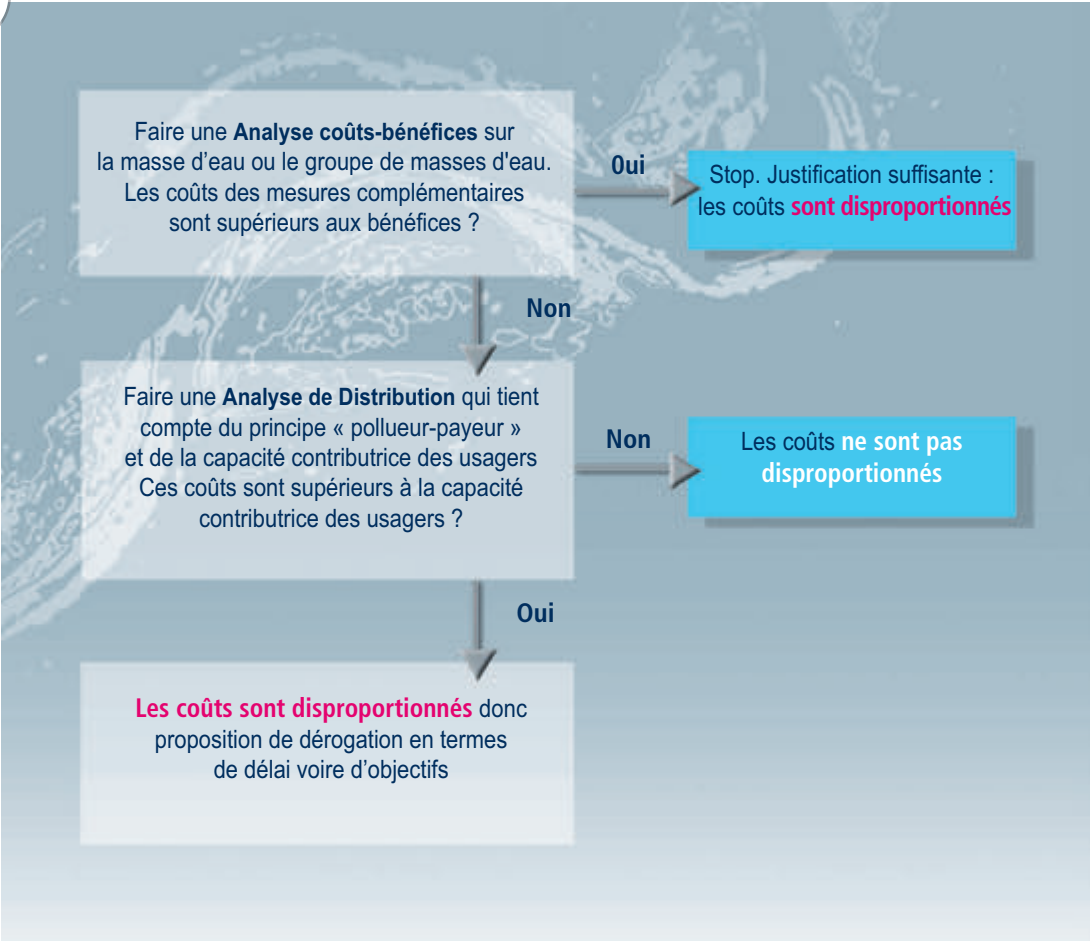 Faire une Analyse coûts-bénéfices sur
la masse d'eau ou le groupe de masses d'eau.
Les coûts des mesures complémentaires
sont supérieurs aux bénéfices ?
Oui
Stop. Justification suffisante :
les coûts sont disproportionnés
Non
Faire une Analyse de Distribution qui tient
compte du principe « pollueur-payeur »
et de la capacité contributrice des usagers
Ces coûts sont supérieurs à la capacité
contributrice des usagers ?
Non
Les coûts ne sont pas
disproportionnés
Oui
Les coûts sont disproportionnés donc
proposition de dérogation en termes
de délai voire d'objectifs